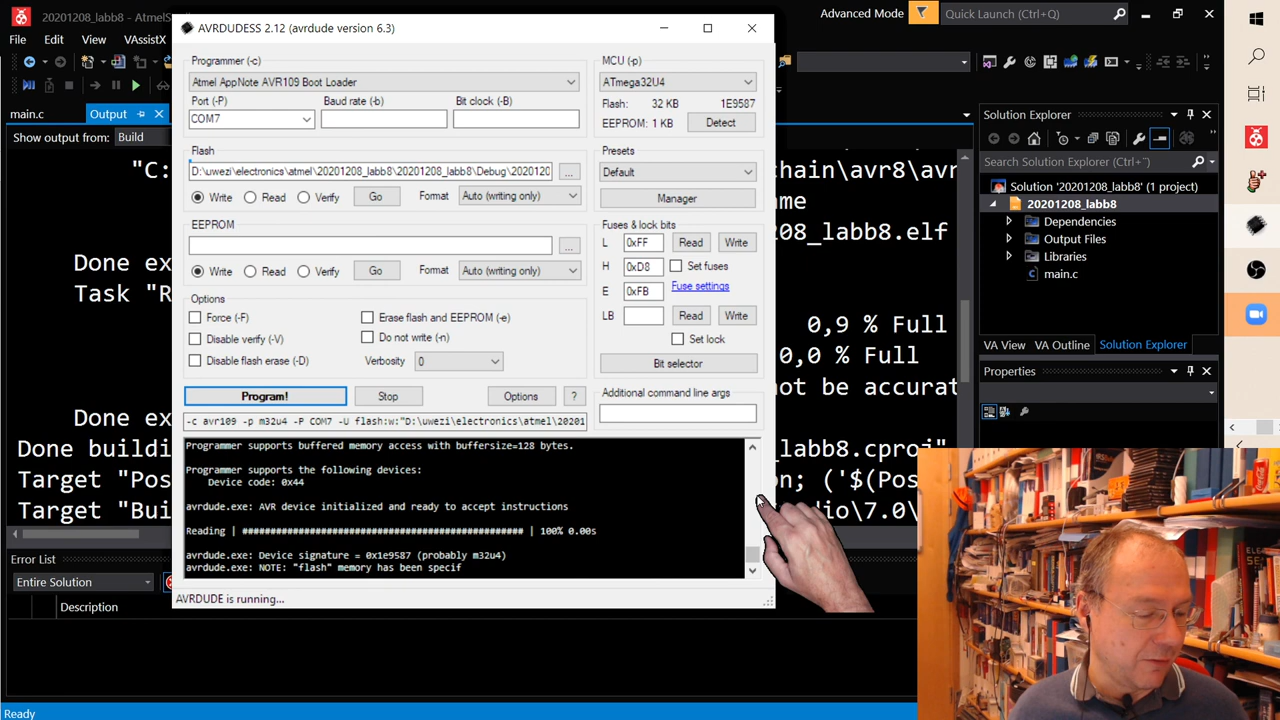 20201208_labb8 - AtmelS
Advanced Mode
Quick Launch (Ctrl+Q)
File Edit View VAssistX
main.c Output
Show output from: Build
AVRDUDESS 2.12 (avrdude version 6.3)
Programmer (-c)
Atmel AppNote AVR109 Boot Loader
Port (-P) Baud rate (-b) Bit clock (-B)
COM7
MCU (-p)
ATmega32U4
Flash: 32 KB 1E9587
EEPROM: 1 KB Detect
Flash
D:\uwezi\electronics\atmel\20201208_labb8\20201208_labb8\Debug\2020120
...
Write Read Verify Go Format Auto (writing only)
Presets
Default
Manager
EEPROM
...
Write Read Verify Go Format Auto (writing only)
Fuses & lock bits
L 0xFF Read Write
H 0xD8 Set fuses
E 0xFB Fuse settings
LB Read Write
Set lock
Bit selector
Options
Force (-F) Erase flash and EEPROM (-e)
Disable verify (-V) Do not write (-n)
Disable flash erase (-D) Verbosity 0
Program! Stop Options ?
Additional command line args
-c avr109 -p m32u4 -P COM7 -U flash:w:"D:\uwezi\electronics\atmel\20201
Programmer supports buffered memory access with buffersize=128 bytes.
Programmer supports the following devices:
Device code: 0x44
avrdude.exe: AVR device initialized and ready to accept instructions
Reading | ################################################## | 100% 0.00s
avrdude.exe: Device signature = 0x1e9587 (probably m32u4)
avrdude.exe: NOTE: "flash" memory has been specif
AVRDUDE is running...
"C:
Done ex
Task "R
Done ex
Done buildin
Target "Pos
Target "Bui
hain\avr8\avr
me
08_labb8.elf
0,9 % Full
0,0 % Full
not be accurat
_labb8.cproj"
on; ('$(Pos
dio\7.0\
Solution Explorer
Search Solution Explorer (Ctrl+¨)
Solution '20201208_labb8' (1 project)
20201208_labb8
Dependencies
Output Files
Libraries
main.c
VA View VA Outline Solution Explorer
Properties
Error List
Entire Solution
Description
Ready